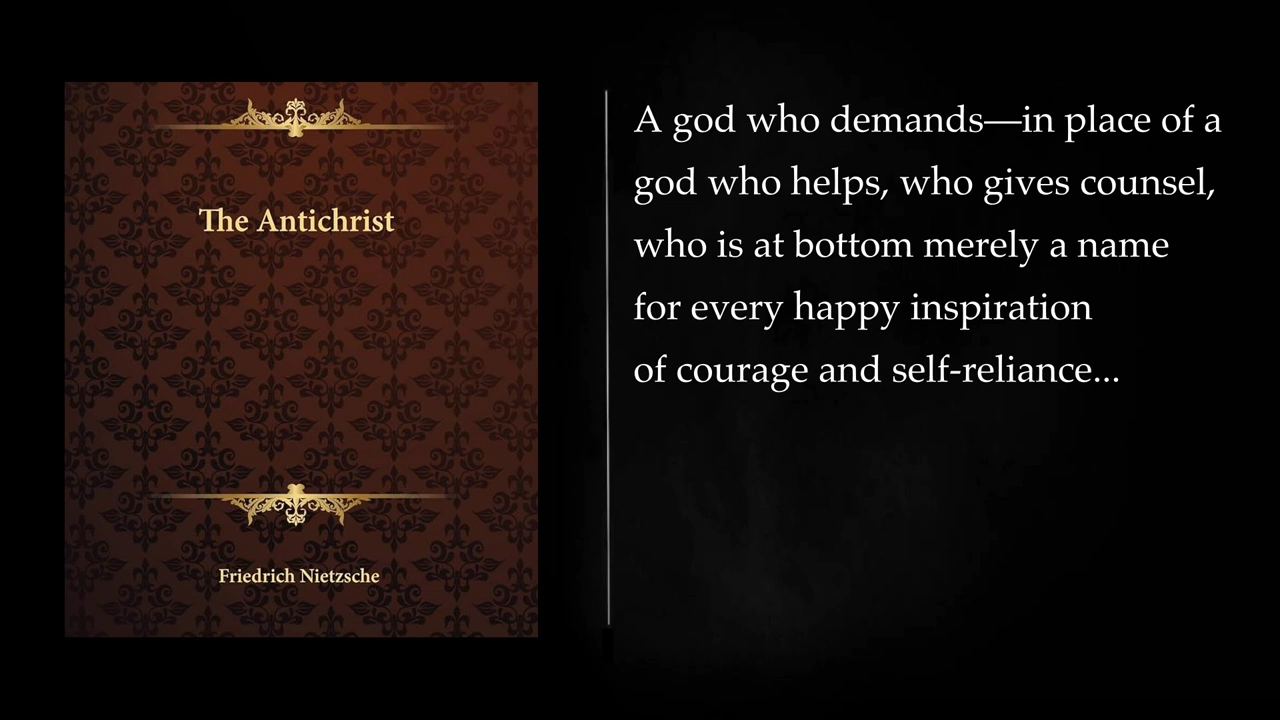 The Antichrist
Friedrich Nietzsche
A god who demands—in place of a
god who helps, who gives counsel,
who is at bottom merely a name
for every happy inspiration
of courage and self-reliance...